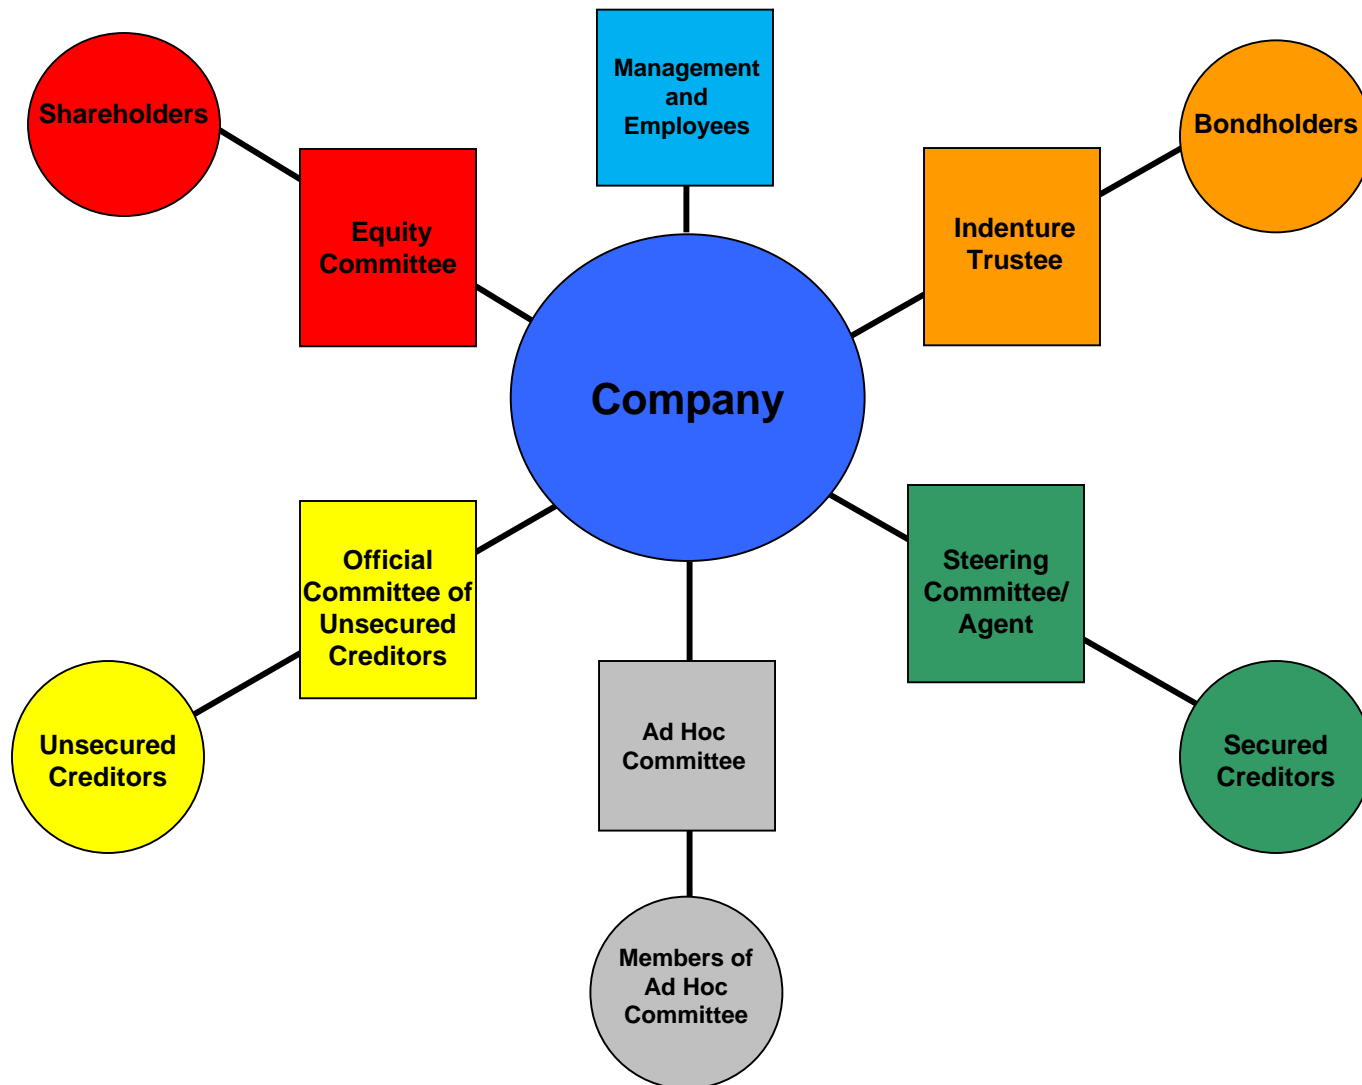 Management
and
Employees
Shareholders
Bondholders
Equity
Committee
Indenture
Trustee
Company
Official
Committee of
Unsecured
Creditors
Steering
Committee/
Agent
Unsecured
Creditors
Ad Hoc
Committee
Secured
Creditors
Members of
Ad Hoc
Committee